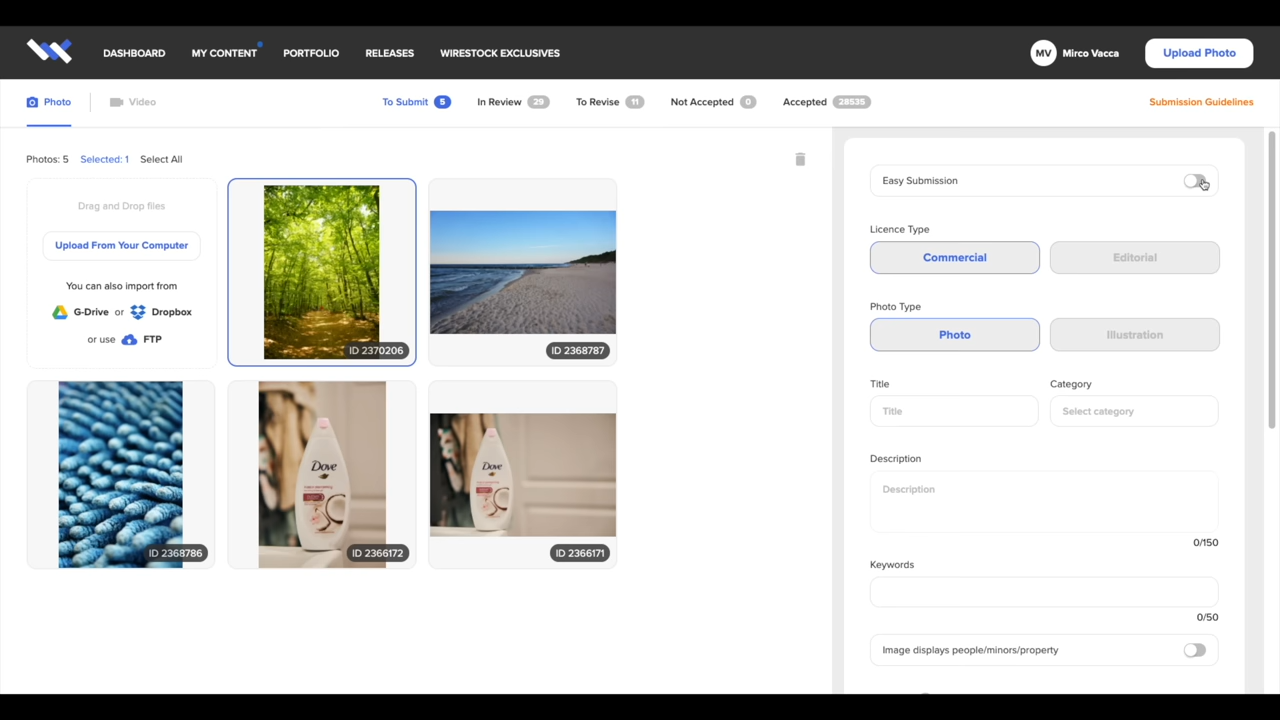 DASHBOARD MY CONTENT PORTFOLIO RELEASES WIRESTOCK EXCLUSIVES MV Mirco Vacca Upload Photo
Photo Video To Submit 5 In Review 29 To Revise 11 Not Accepted 0 Accepted 28535 Submission Guidelines
Photos: 5 Selected: 1 Select All
Drag and Drop files
Upload From Your Computer
You can also import from
G-Drive or Dropbox
or use FTP
ID 2370206
ID 2368787
ID 2368786
Dove
ID 2366172
Dove
ID 2366171
Easy Submission
Licence Type
Commercial Editorial
Photo Type
Photo Illustration
Title Category
Title Select category
Description
Description
0/150
Keywords
0/50
Image displays people/minors/property